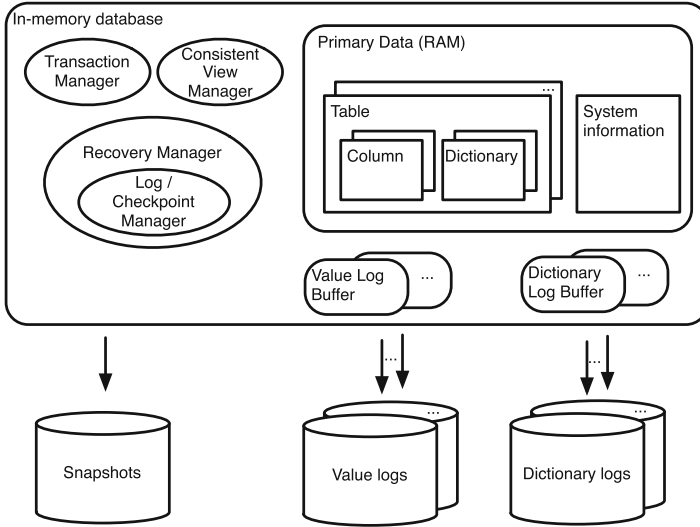 In-memory database
Transaction
Manager
Consistent
View
Manager
Recovery Manager
Log /
Checkpoint
Manager
Primary Data (RAM)
...
Table
Column
Dictionary
System
information
Value Log
Buffer
...
Dictionary
Log Buffer
...
...
...
Snapshots
...
Value logs
...
Dictionary logs